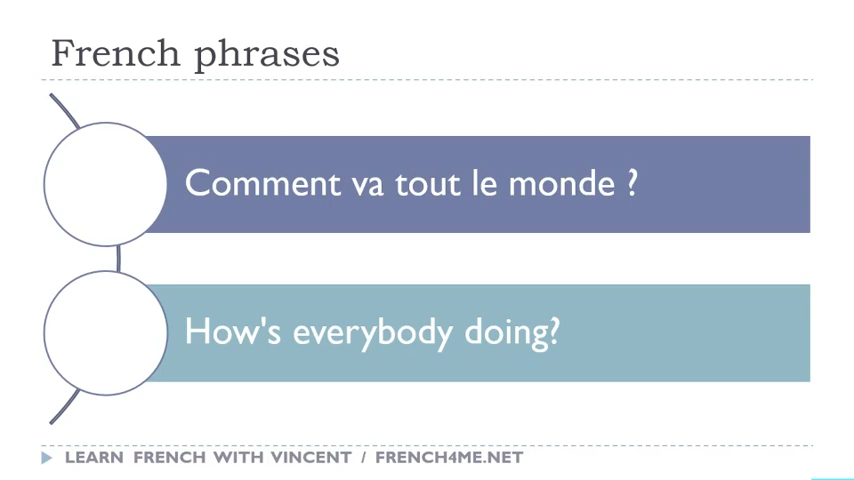 French phrases
Comment va tout le monde ?
How's everybody doing?
LEARN FRENCH WITH VINCENT / FRENCH4ME.NET